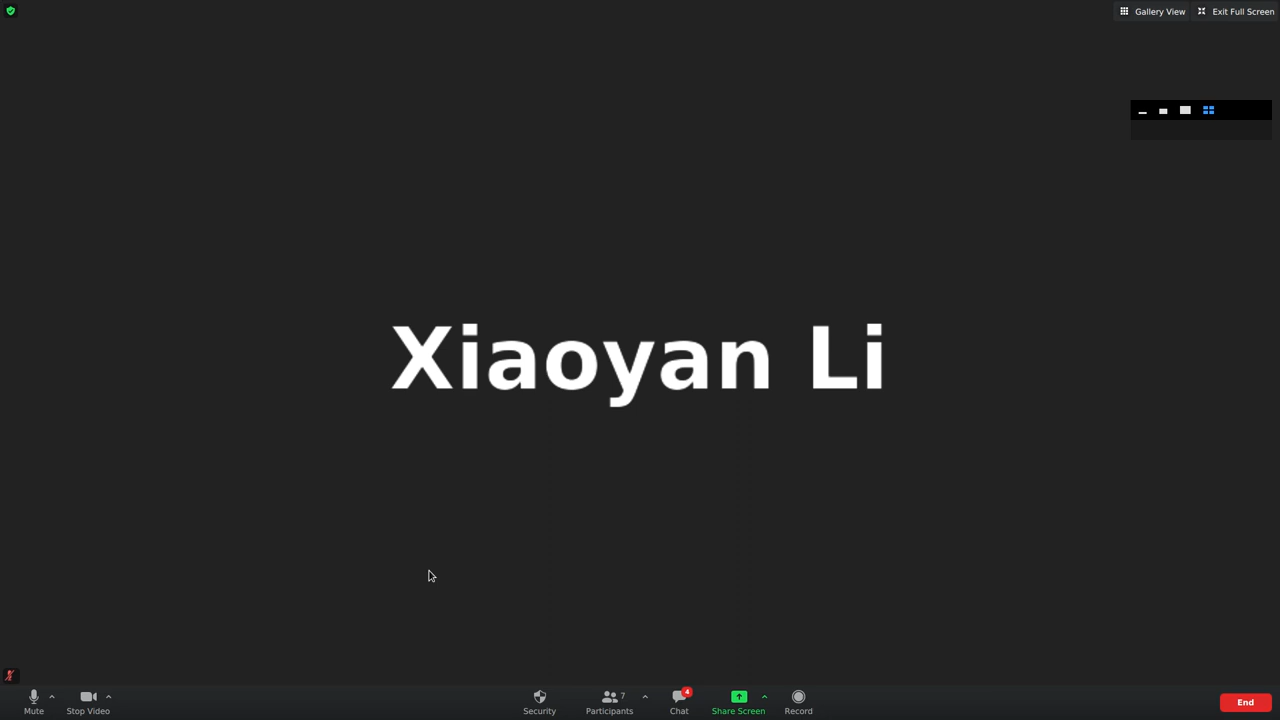 Gallery View Exit Full Screen
Xiaoyan Li
Mute Stop Video Security Participants 7 Chat 4 Share Screen Record End